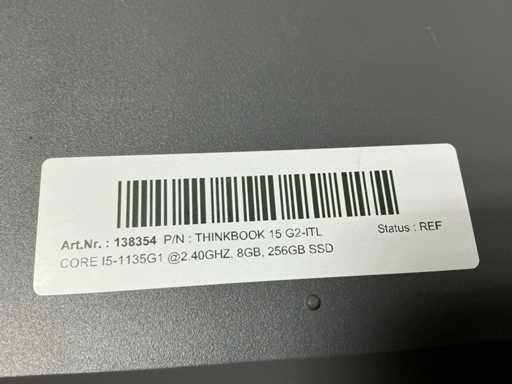 Art.Nr. : 138354 P/N : THINKBOOK 15 G2-ITL Status : REF
CORE I5-1135G1 @2.40GHZ, 8GB, 256GB SSD